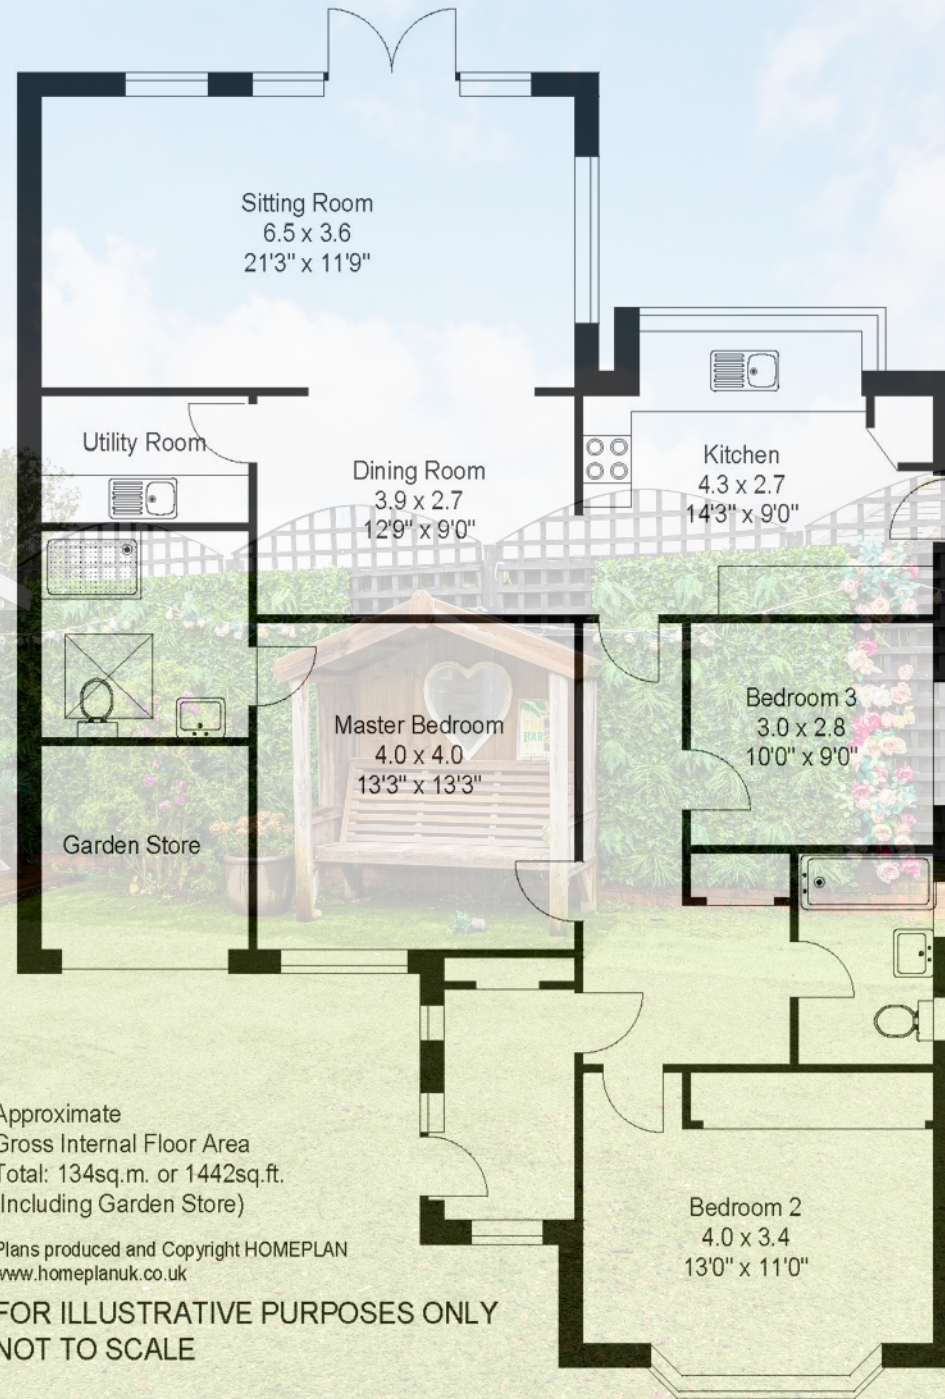 Sitting Room
6.5 x 3.6
21'3" x 11'9"
Utility Room
Dining Room
3.9 x 2.7
12'9" x 9'0"
Kitchen
4.3 x 2.7
14'3" x 9'0"
Master Bedroom
4.0 x 4.0
13'3" x 13'3"
Bedroom 3
3.0 x 2.8
10'0" x 9'0"
Garden Store
Bedroom 2
4.0 x 3.4
13'0" x 11'0"
Approximate
Gross Internal Floor Area
Total: 134sq.m. or 1442sq.ft.
(Including Garden Store)
Plans produced and Copyright HOMEPLAN
www.homeplanuk.co.uk
FOR ILLUSTRATIVE PURPOSES ONLY
NOT TO SCALE